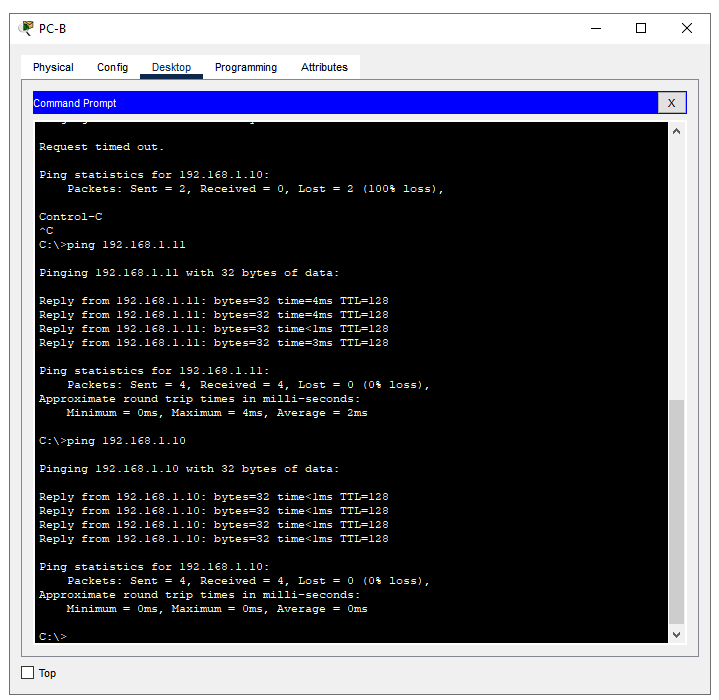 PC-B
Physical Config Desktop Programming Attributes
Command Prompt X
Request timed out.
Ping statistics for 192.168.1.10:
Packets: Sent = 2, Received = 0, Lost = 2 (100% loss),
Control-C
^C
C:\>ping 192.168.1.11
Pinging 192.168.1.11 with 32 bytes of data:
Reply from 192.168.1.11: bytes=32 time=4ms TTL=128
Reply from 192.168.1.11: bytes=32 time=4ms TTL=128
Reply from 192.168.1.11: bytes=32 time<1ms TTL=128
Reply from 192.168.1.11: bytes=32 time=3ms TTL=128
Ping statistics for 192.168.1.11:
Packets: Sent = 4, Received = 4, Lost = 0 (0% loss),
Approximate round trip times in milli-seconds:
Minimum = 0ms, Maximum = 4ms, Average = 2ms
C:\>ping 192.168.1.10
Pinging 192.168.1.10 with 32 bytes of data:
Reply from 192.168.1.10: bytes=32 time<1ms TTL=128
Reply from 192.168.1.10: bytes=32 time<1ms TTL=128
Reply from 192.168.1.10: bytes=32 time<1ms TTL=128
Reply from 192.168.1.10: bytes=32 time<1ms TTL=128
Ping statistics for 192.168.1.10:
Packets: Sent = 4, Received = 4, Lost = 0 (0% loss),
Approximate round trip times in milli-seconds:
Minimum = 0ms, Maximum = 0ms, Average = 0ms
C:\>
Top